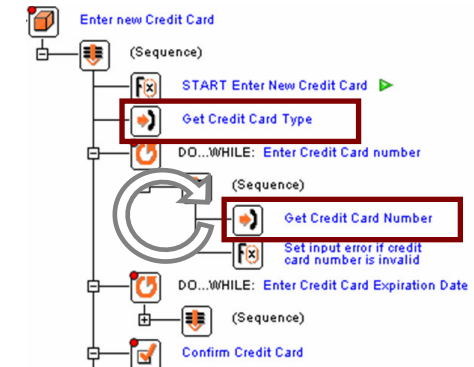 Enter new Credit Card
(Sequence)
F(x) START Enter New Credit Card
Get Credit Card Type
DO...WHILE: Enter Credit Card number
(Sequence)
Get Credit Card Number
F(x) Set input error if credit
card number is invalid
DO...WHILE: Enter Credit Card Expiration Date
(Sequence)
Confirm Credit Card